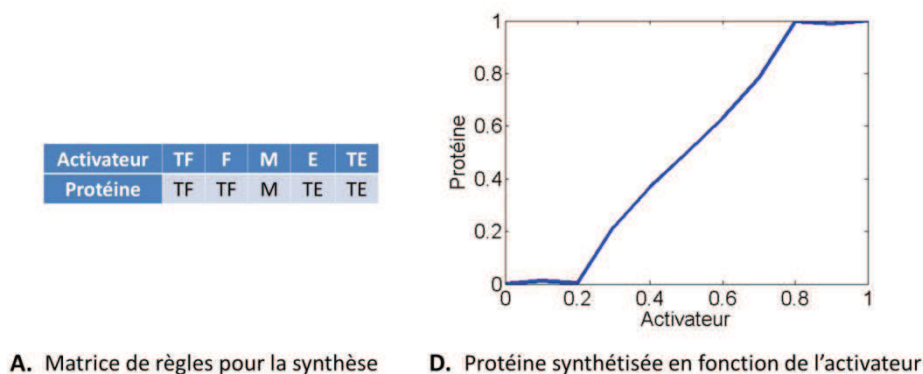 Activateur TF F M E TE
Protéine TF TF M TE TE
Protéine
1
0.8
0.6
0.4
0.2
0
0 0.2 0.4 0.6 0.8 1
Activateur
A. Matrice de règles pour la synthèse
D. Protéine synthétisée en fonction de l'activateur